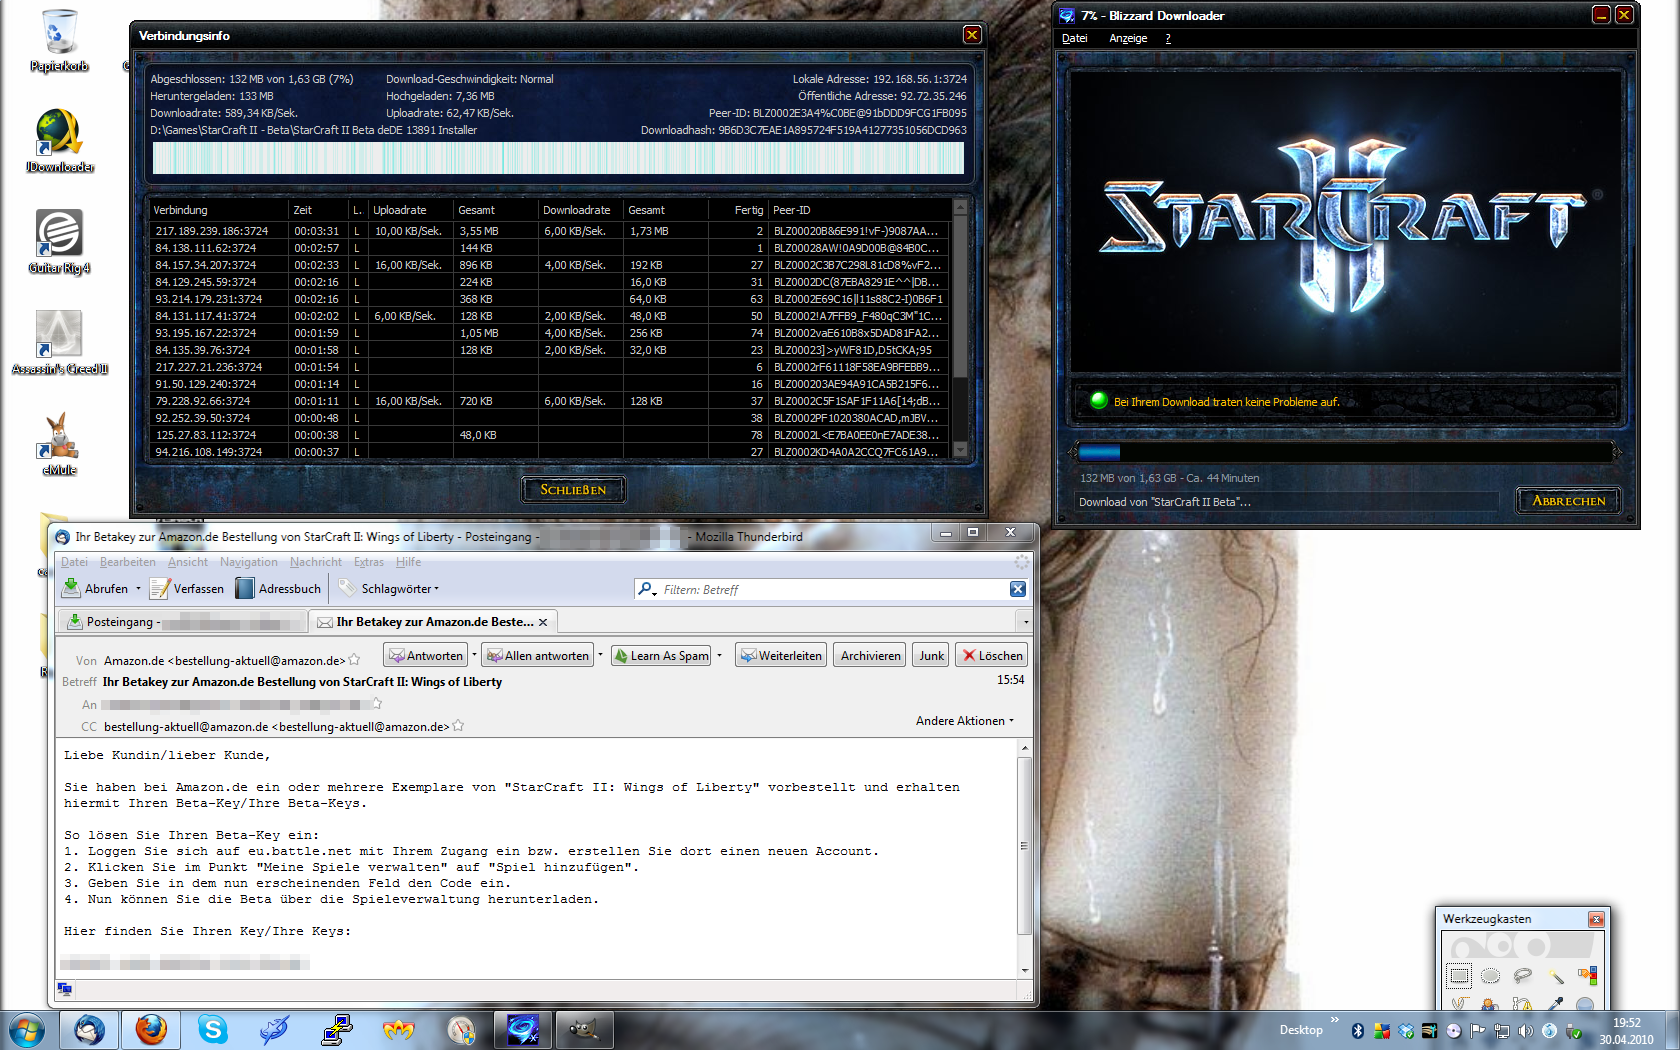 Papierkorb
JDownloader
Guitar Rig 4
Assassin's Creed II
eMule
Verbindungsinfo
Abgeschlossen: 132 MB von 1,63 GB (7%) Download-Geschwindigkeit: Normal Lokale Adresse: 192.168.56.1:3724
Heruntergeladen: 133 MB Hochgeladen: 7,36 MB Öffentliche Adresse: 92.72.35.246
Downloadrate: 589,34 KB/Sek. Uploadrate: 62,47 KB/Sek. Peer-ID: BLZ0002E3A4%C0BE@91bDDD9FCG1FB095
D:\Games\StarCraft II - Beta\StarCraft II Beta deDE 13891 Installer Downloadhash: 9B6D3C7EAE1A895724F519A41277351056DCD963
Verbindung Zeit L. Uploadrate Gesamt Downloadrate Gesamt Fertig Peer-ID
217.189.239.186:3724 00:03:31 L 10,00 KB/Sek. 3,55 MB 6,00 KB/Sek. 1,73 MB 2 BLZ00020B86E991!vF-)9087AA...
84.138.111.62:3724 00:02:57 L 144 KB 1 BLZ00028AW!0A9D00B@84B0C...
84.157.34.207:3724 00:02:33 L 16,00 KB/Sek. 896 KB 4,00 KB/Sek. 192 KB 27 BLZ0002C3B7C298L81cD8%vF2...
84.129.245.59:3724 00:02:16 L 224 KB 16,0 KB 31 BLZ0002DC(87EBA8291E^^|DB...
93.214.179.231:3724 00:02:16 L 368 KB 64,0 KB 63 BLZ0002E69C16|l11s88C2-I)0B6F1
84.131.117.41:3724 00:02:02 L 6,00 KB/Sek. 128 KB 2,00 KB/Sek. 48,0 KB 50 BLZ0002!A7FFB9_F480qC3M"1C...
93.195.167.22:3724 00:01:59 L 1,05 MB 4,00 KB/Sek. 256 KB 74 BLZ0002vaE610B8x5DAD81FA2...
84.135.39.76:3724 00:01:58 L 128 KB 2,00 KB/Sek. 32,0 KB 23 BLZ00023]>yWF81D,D5tCKA;95
217.227.21.236:3724 00:01:54 L 6 BLZ0002rF61118F58EA9BFEBB9...
91.50.129.240:3724 00:01:14 L 16 BLZ000203AE94A91CA5B215F6...
79.228.92.66:3724 00:01:11 L 16,00 KB/Sek. 720 KB 6,00 KB/Sek. 128 KB 37 BLZ0002C5F1SAF1F11A6[14;dB...
92.252.39.50:3724 00:00:48 L 38 BLZ0002PF1020380ACAD,mJBV...
125.27.83.112:3724 00:00:38 L 48,0 KB 78 BLZ0002L<E7BA0EE0nE7ADE38...
94.216.108.149:3724 00:00:37 L 27 BLZ0002KD4A0A2CCQ7FC61A9...
Schließen
7% - Blizzard Downloader
Datei Anzeige ?
StarCraft II ®
Bei Ihrem Download traten keine Probleme auf.
132 MB von 1,63 GB - Ca. 44 Minuten
Download von "StarCraft II Beta"...
Abbrechen
Ihr Betakey zur Amazon.de Bestellung von StarCraft II: Wings of Liberty - Posteingang - - Mozilla Thunderbird
Datei Bearbeiten Ansicht Navigation Nachricht Extras Hilfe
Abrufen Verfassen Adressbuch Schlagwörter Filtern: Betreff
Posteingang - Ihr Betakey zur Amazon.de Beste...
Von Amazon.de <bestellung-aktuell@amazon.de> Antworten Allen antworten Learn As Spam Weiterleiten Archivieren Junk Löschen
Betreff Ihr Betakey zur Amazon.de Bestellung von StarCraft II: Wings of Liberty 15:54
An
CC bestellung-aktuell@amazon.de <bestellung-aktuell@amazon.de> Andere Aktionen
Liebe Kundin/lieber Kunde,
Sie haben bei Amazon.de ein oder mehrere Exemplare von "StarCraft II: Wings of Liberty" vorbestellt und erhalten
hiermit Ihren Beta-Key/Ihre Beta-Keys.
So lösen Sie Ihren Beta-Key ein:
1. Loggen Sie sich auf eu.battle.net mit Ihrem Zugang ein bzw. erstellen Sie dort einen neuen Account.
2. Klicken Sie im Punkt "Meine Spiele verwalten" auf "Spiel hinzufügen".
3. Geben Sie in dem nun erscheinenden Feld den Code ein.
4. Nun können Sie die Beta über die Spieleverwaltung herunterladen.
Hier finden Sie Ihren Key/Ihre Keys:
Werkzeugkasten
Desktop
19:52
30.04.2010